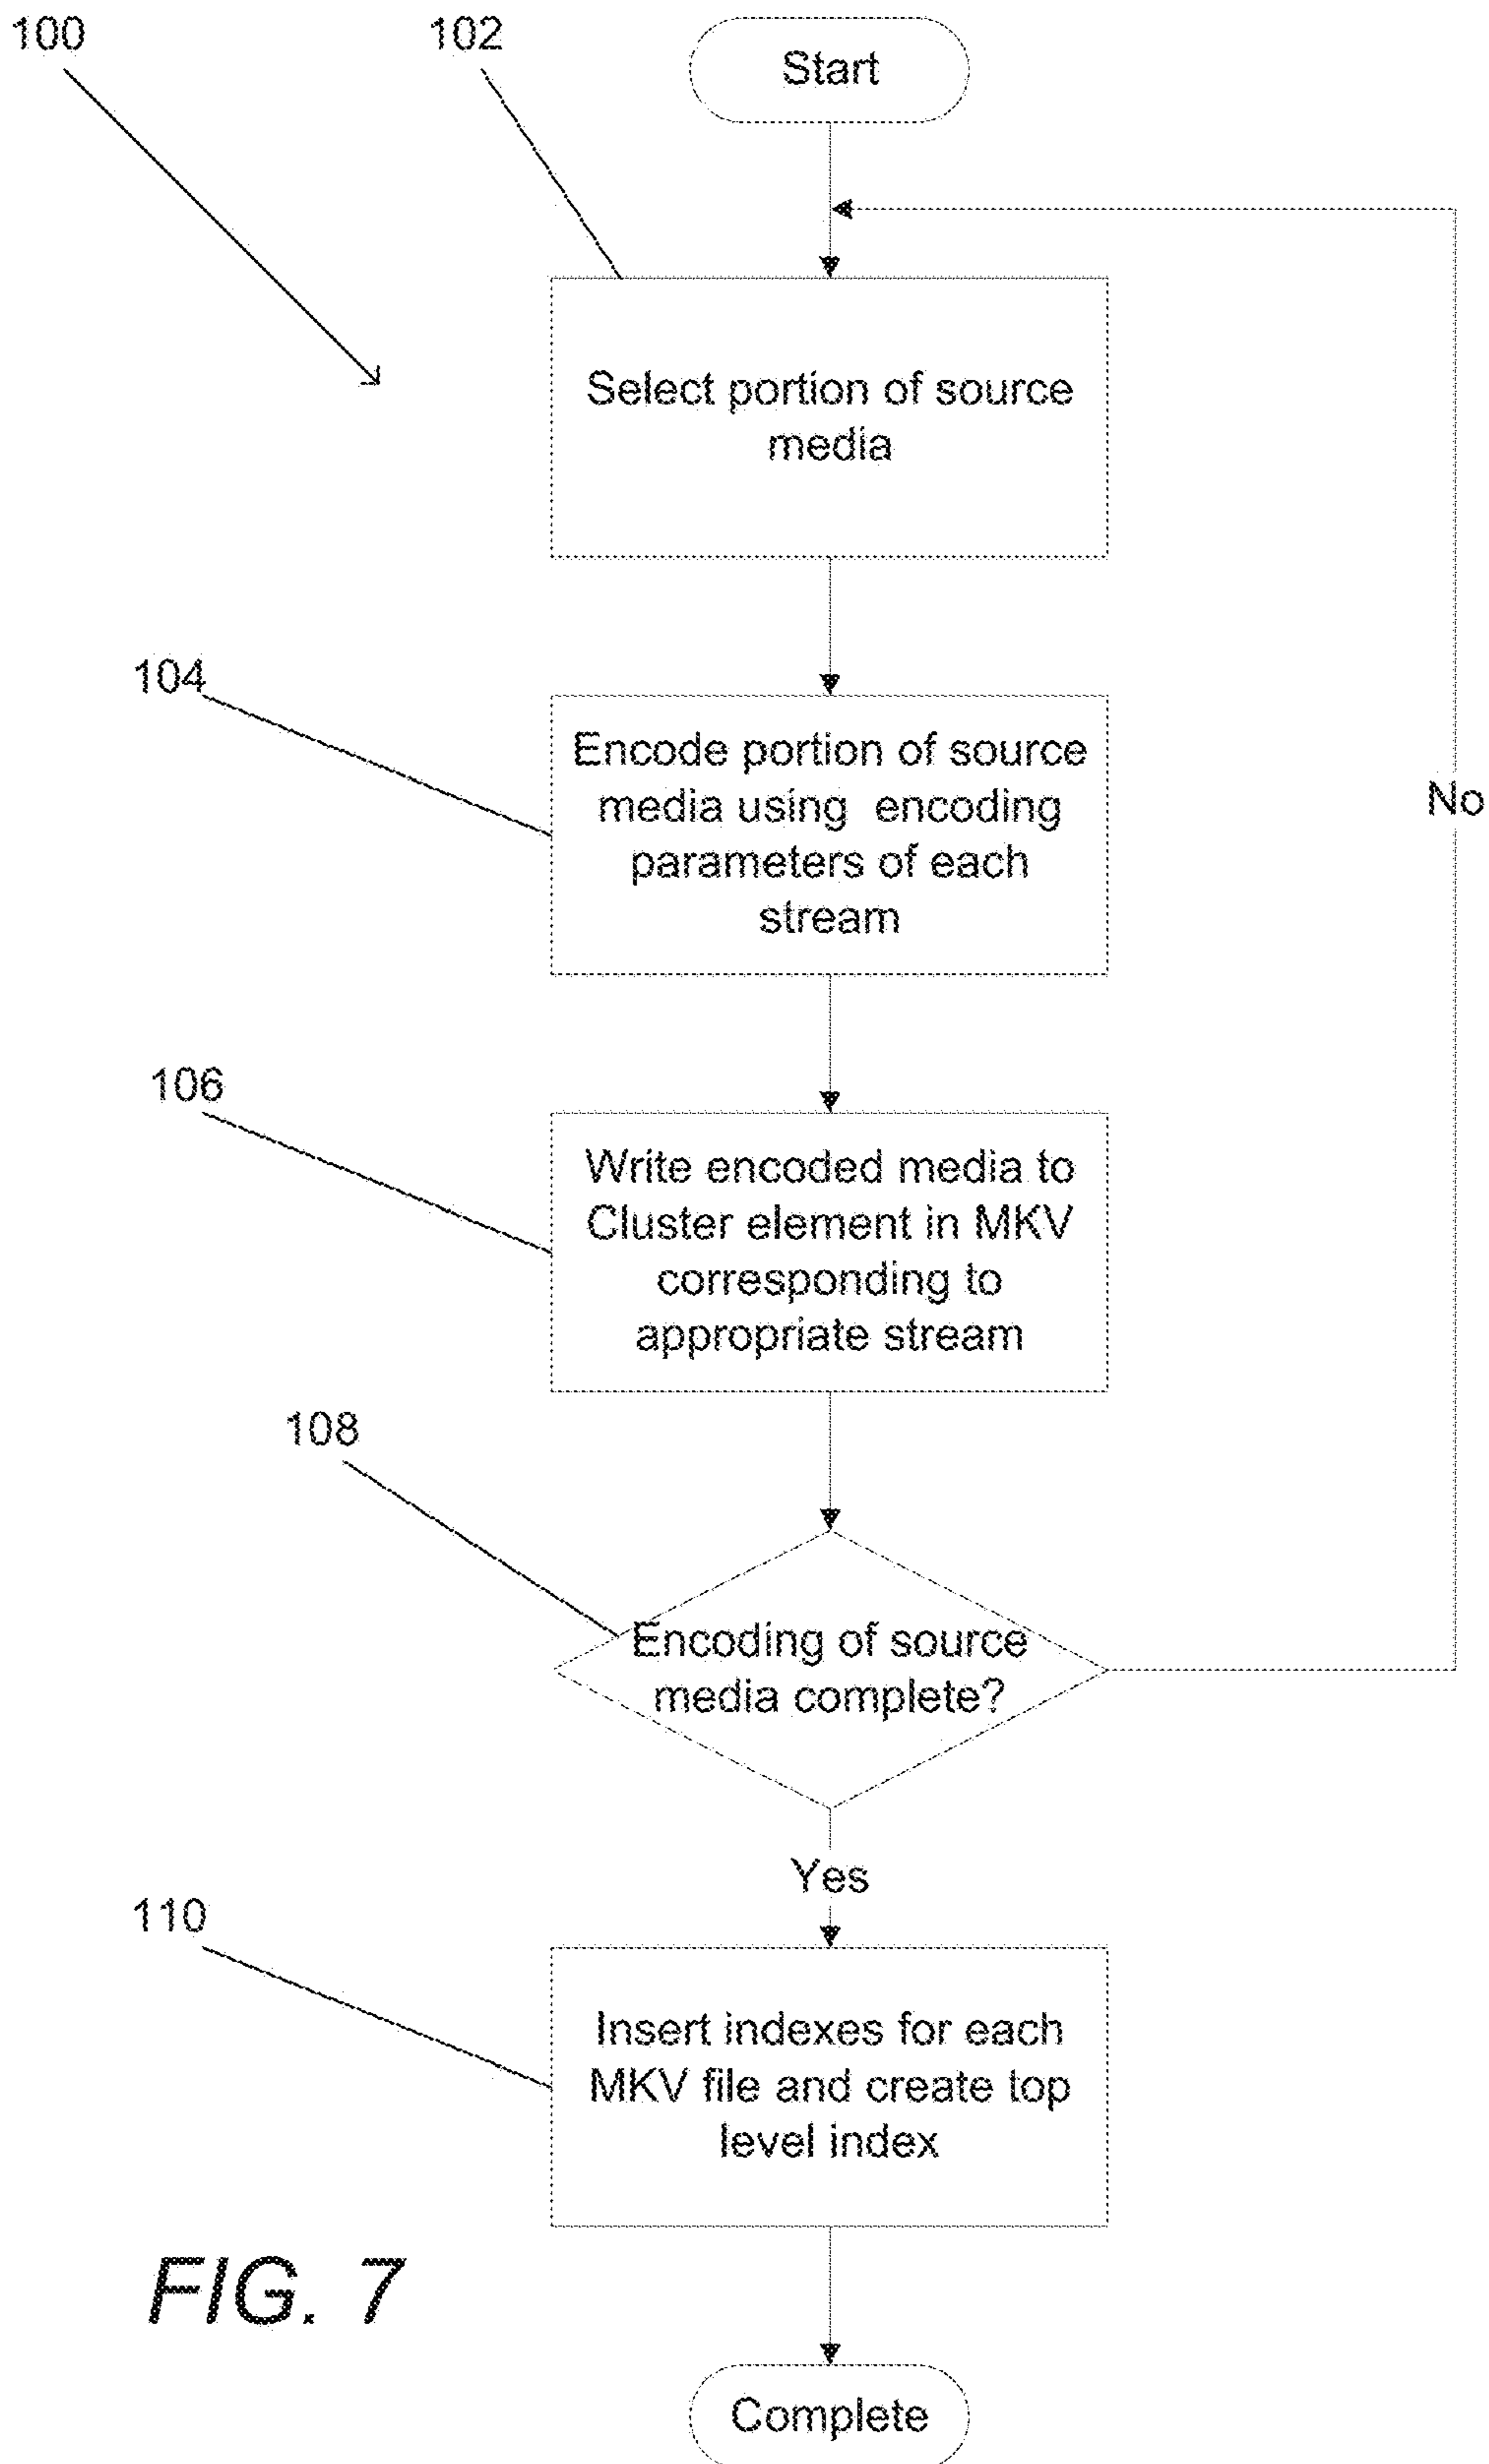 100
102
Start
Select portion of source
media
104
Encode portion of source
media using encoding
parameters of each
stream
No
106
Write encoded media to
Cluster element in MKV
corresponding to
appropriate stream
108
Encoding of source
media complete?
Yes
110
Insert indexes for each
MKV file and create top
level index
FIG. 7
Complete